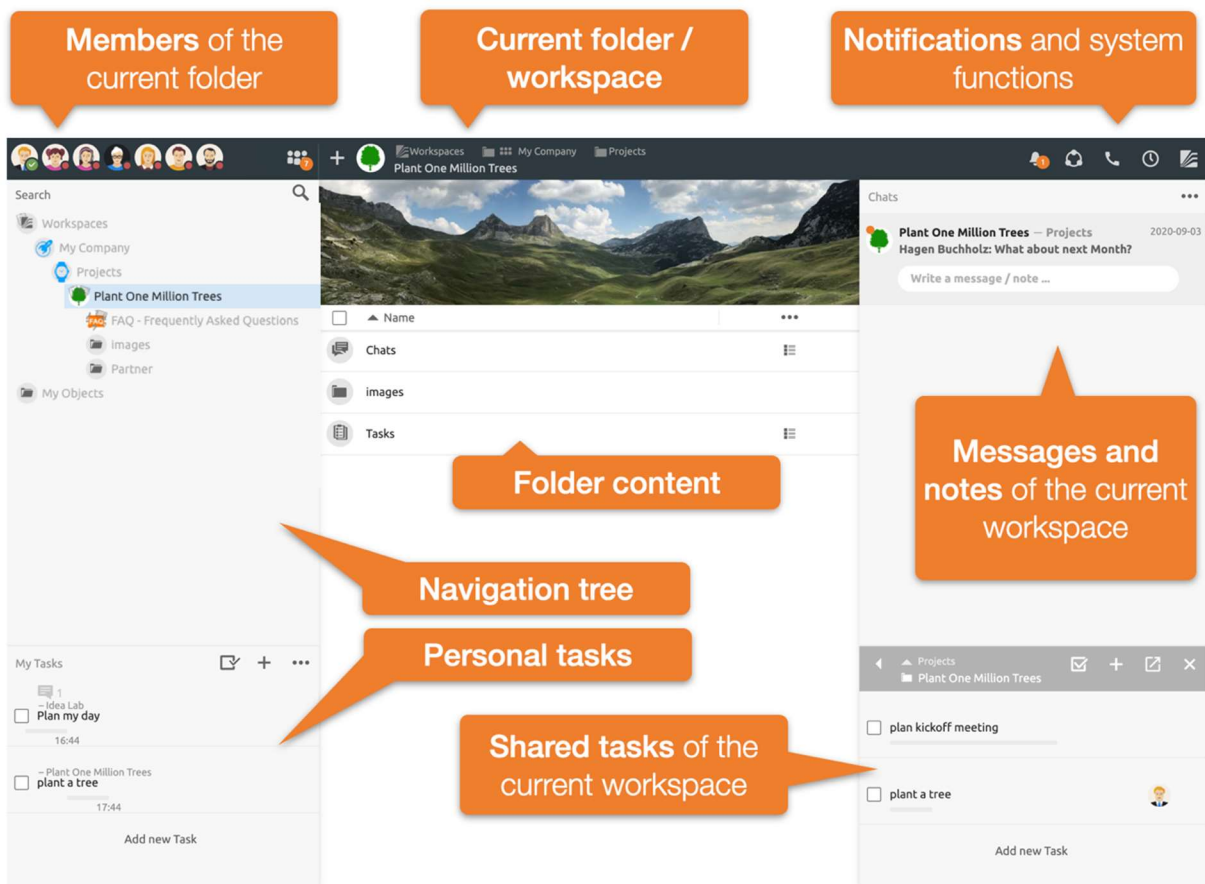 Members of the
current folder
Current folder /
workspace
Notifications and system
functions
7
Workspaces My Company Projects
Plant One Million Trees
1
Search
Workspaces
My Company
Projects
Plant One Million Trees
FAQ
FAQ - Frequently Asked Questions
images
Partner
My Objects
Name
Chats
images
Tasks
Folder content
Navigation tree
Personal tasks
Shared tasks of the
current workspace
Chats
Plant One Million Trees — Projects 2020-09-03
Hagen Buchholz: What about next Month?
Write a message / note ...
Messages and
notes of the current
workspace
My Tasks
1
– Idea Lab
Plan my day
16:44
– Plant One Million Trees
plant a tree
17:44
Add new Task
Projects
Plant One Million Trees
plan kickoff meeting
plant a tree
Add new Task